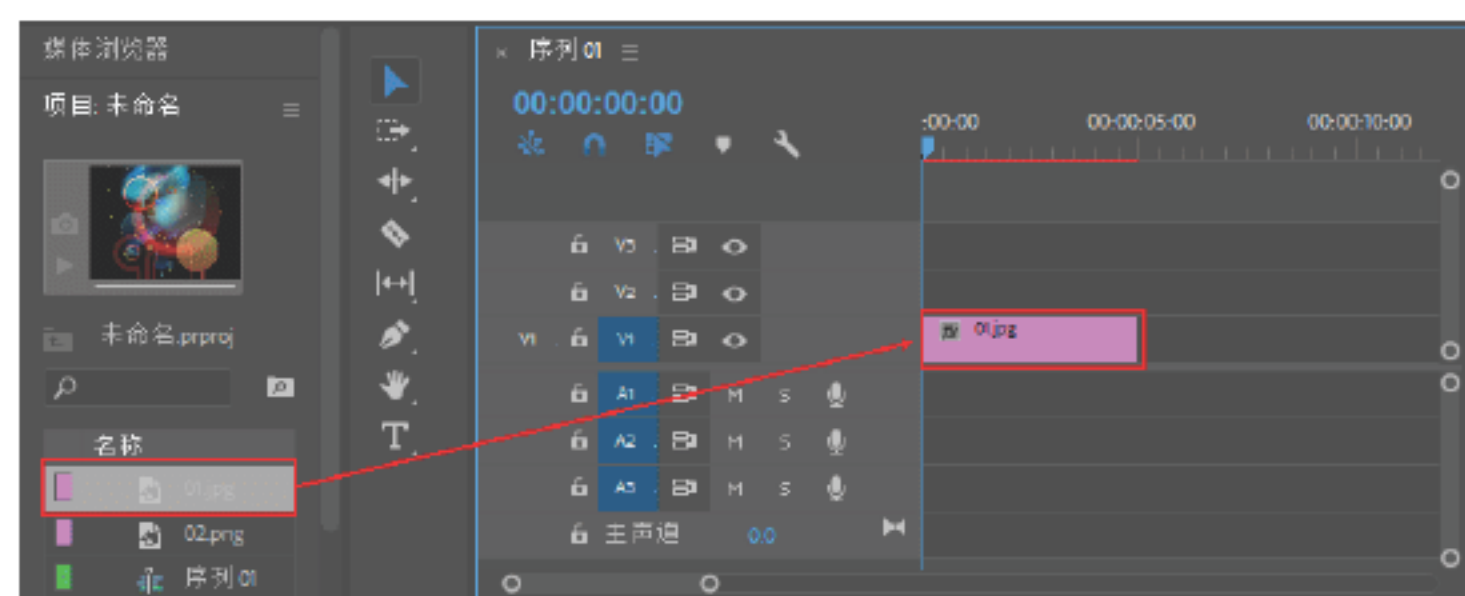 媒体浏览器
项目: 未命名
未命名.prproj
名称
01.jpg
02.png
序列 01
× 序列 01
00:00:00:00
:00:00 00:00:05:00 00:00:10:00
V3
V2
V1 V1
01.jpg
A1 M S
A2 M S
A3 M S
主声道 0.0
T